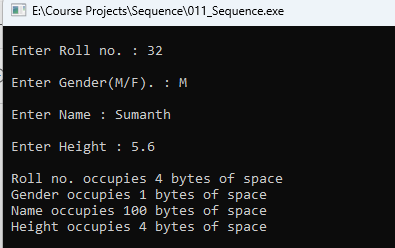 E:\Course Projects\Sequence\011_Sequence.exe
Enter Roll no. : 32
Enter Gender(M/F). : M
Enter Name : Sumanth
Enter Height : 5.6
Roll no. occupies 4 bytes of space
Gender occupies 1 bytes of space
Name occupies 100 bytes of space
Height occupies 4 bytes of space